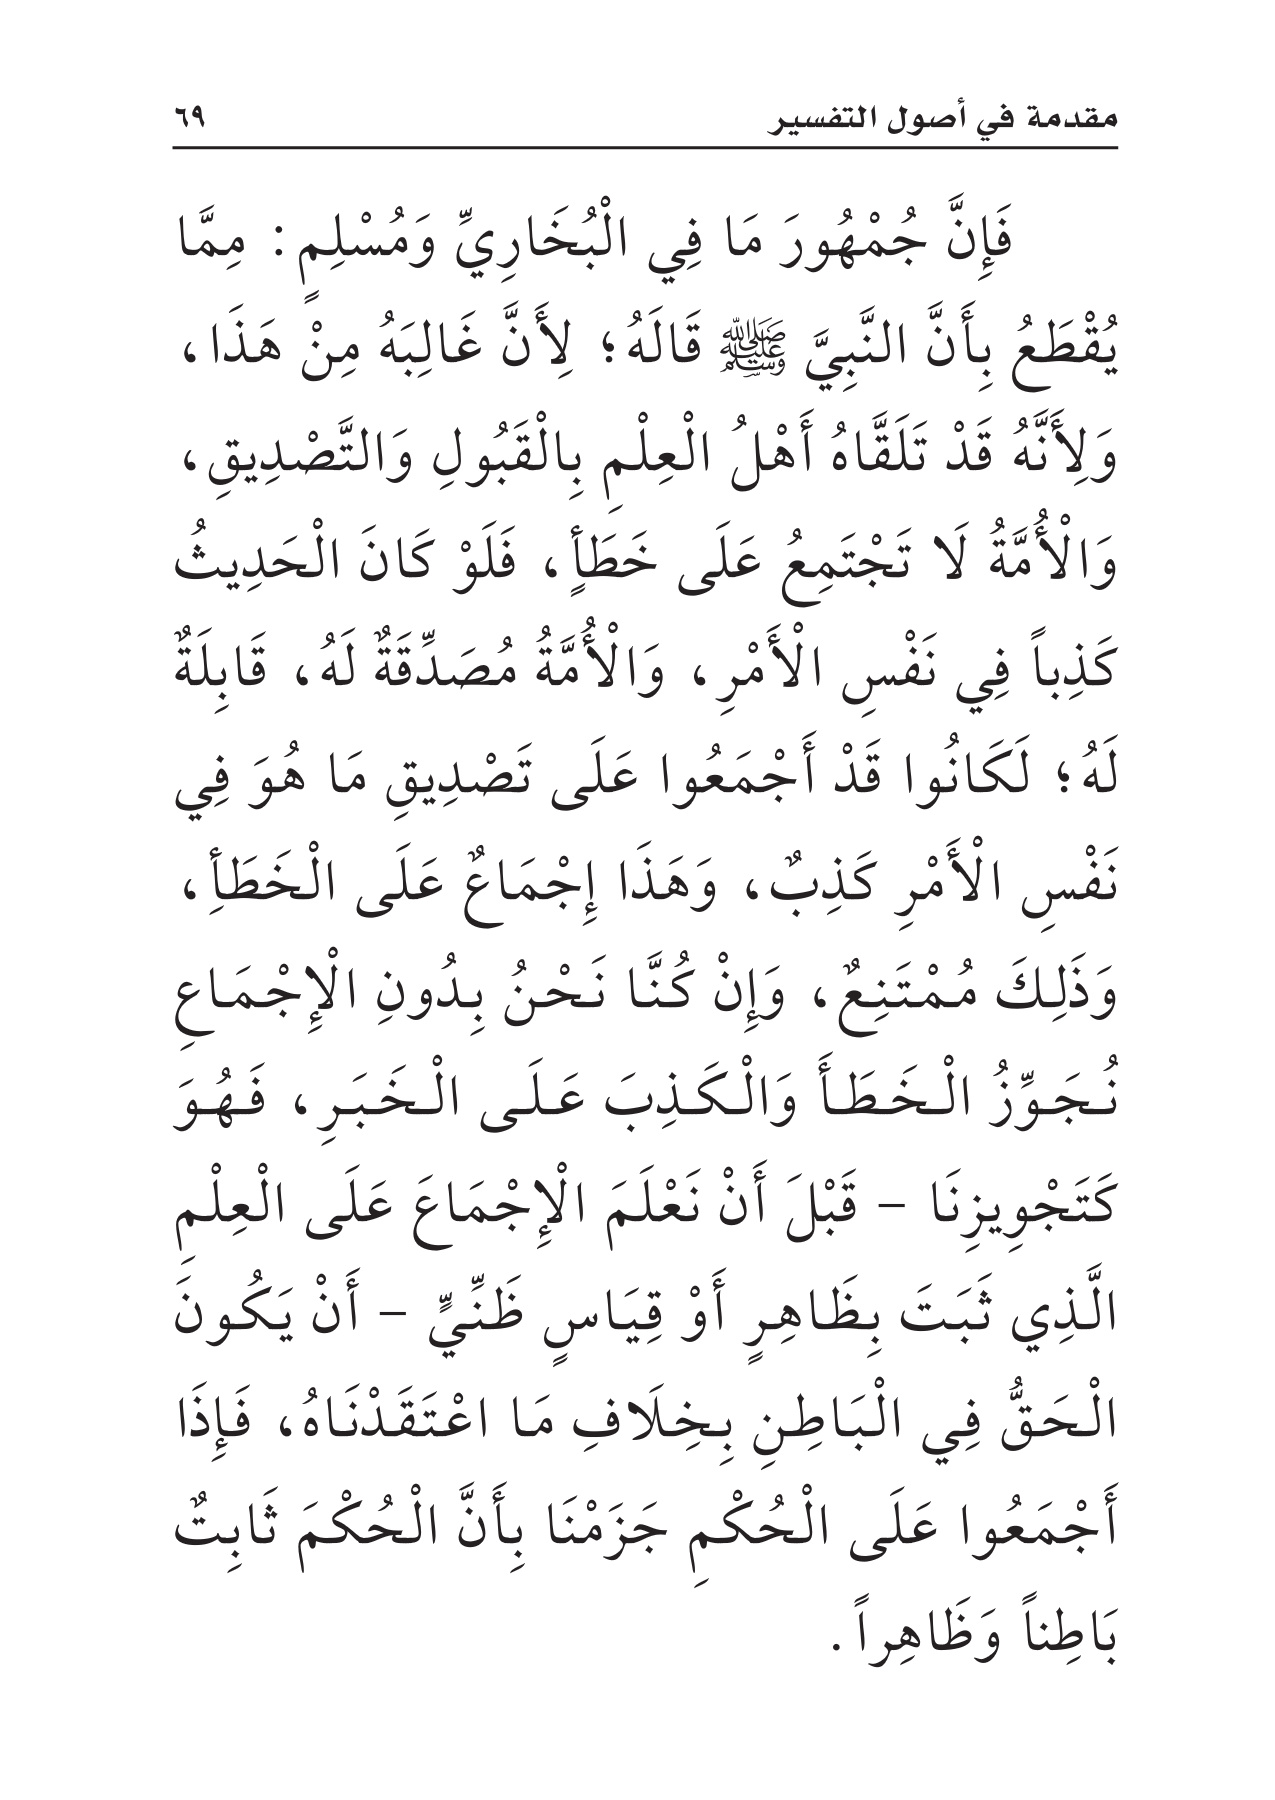 مقدمة في أصول التفسير ٦٩
فَإِنَّ جُمْهُورَ مَا فِي الْبُخَارِيِّ وَمُسْلِمٍ: مِمَّا
يُقْطَعُ بِأَنَّ النَّبِيَّ ﷺ قَالَهُ؛ لِأَنَّ غَالِبَهُ مِنْ هَذَا،
وَلِأَنَّهُ قَدْ تَلَقَّاهُ أَهْلُ الْعِلْمِ بِالْقَبُولِ وَالتَّصْدِيقِ،
وَالْأُمَّةُ لَا تَجْتَمِعُ عَلَى خَطَأٍ، فَلَوْ كَانَ الْحَدِيثُ
كَذِباً فِي نَفْسِ الْأَمْرِ، وَالْأُمَّةُ مُصَدِّقَةٌ لَهُ، قَابِلَةٌ
لَهُ؛ لَكَانُوا قَدْ أَجْمَعُوا عَلَى تَصْدِيقِ مَا هُوَ فِي
نَفْسِ الْأَمْرِ كَذِبٌ، وَهَذَا إِجْمَاعٌ عَلَى الْخَطَأِ،
وَذَلِكَ مُمْتَنِعٌ، وَإِنْ كُنَّا نَحْنُ بِدُونِ الْإِجْمَاعِ
نُجَوِّزُ الْخَطَأَ وَالْكَذِبَ عَلَى الْخَبَرِ، فَهُوَ
كَتَجْوِيزِنَا – قَبْلَ أَنْ نَعْلَمَ الْإِجْمَاعَ عَلَى الْعِلْمِ
الَّذِي ثَبَتَ بِظَاهِرٍ أَوْ قِيَاسٍ ظَنِّيٍّ – أَنْ يَكُونَ
الْحَقُّ فِي الْبَاطِنِ بِخِلَافِ مَا اعْتَقَدْنَاهُ، فَإِذَا
أَجْمَعُوا عَلَى الْحُكْمِ جَزَمْنَا بِأَنَّ الْحُكْمَ ثَابِتٌ
بَاطِناً وَظَاهِراً.